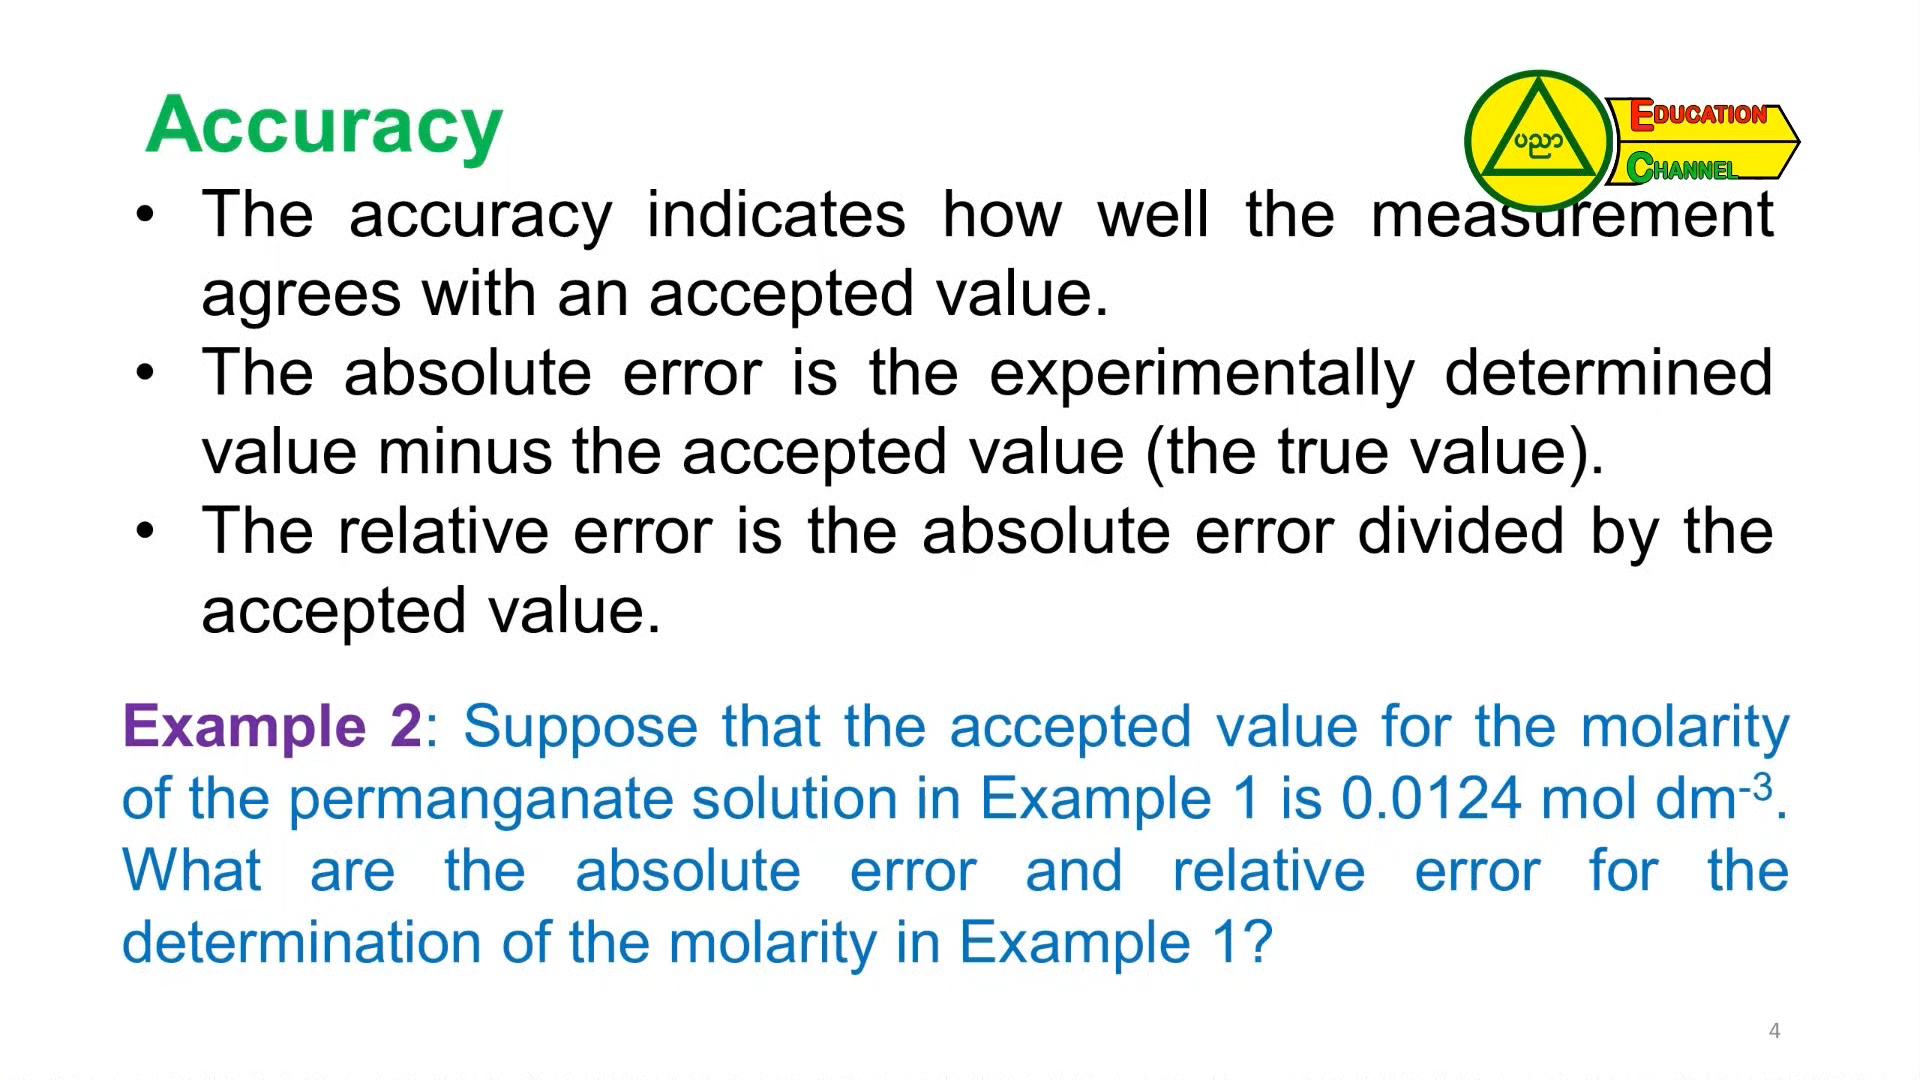 Accuracy
ပညာ
EDUCATION
CHANNEL
• The accuracy indicates how well the measurement
agrees with an accepted value.
• The absolute error is the experimentally determined
value minus the accepted value (the true value).
• The relative error is the absolute error divided by the
accepted value.
Example 2: Suppose that the accepted value for the molarity
of the permanganate solution in Example 1 is 0.0124 mol dm⁻³.
What are the absolute error and relative error for the
determination of the molarity in Example 1?
4